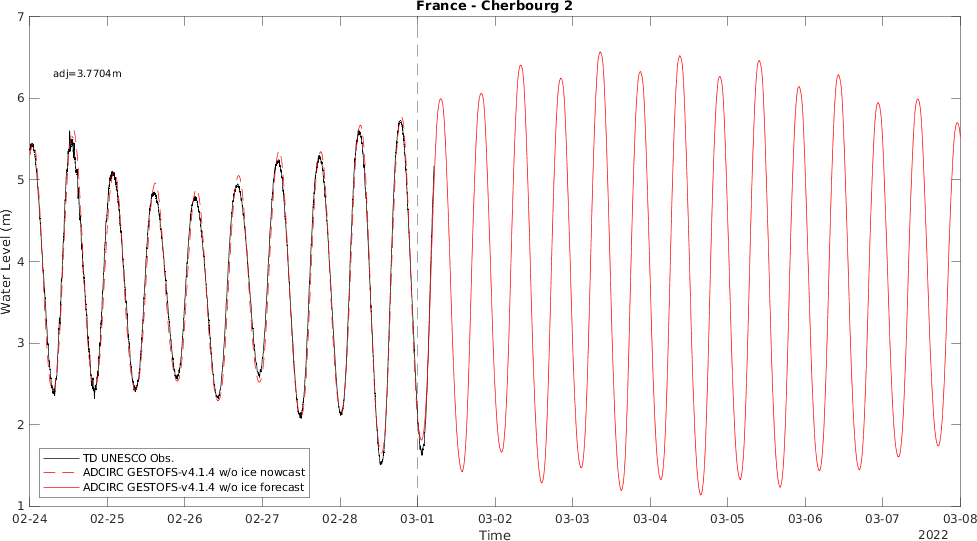 France - Cherbourg 2
7
adj=3.7704m
6
5
4
3
2
1
Water Level (m)
TD UNESCO Obs.
ADCIRC GESTOFS-v4.1.4 w/o ice nowcast
ADCIRC GESTOFS-v4.1.4 w/o ice forecast
02-24 02-25 02-26 02-27 02-28 03-01 03-02 03-03 03-04 03-05 03-06 03-07 03-08
Time
2022